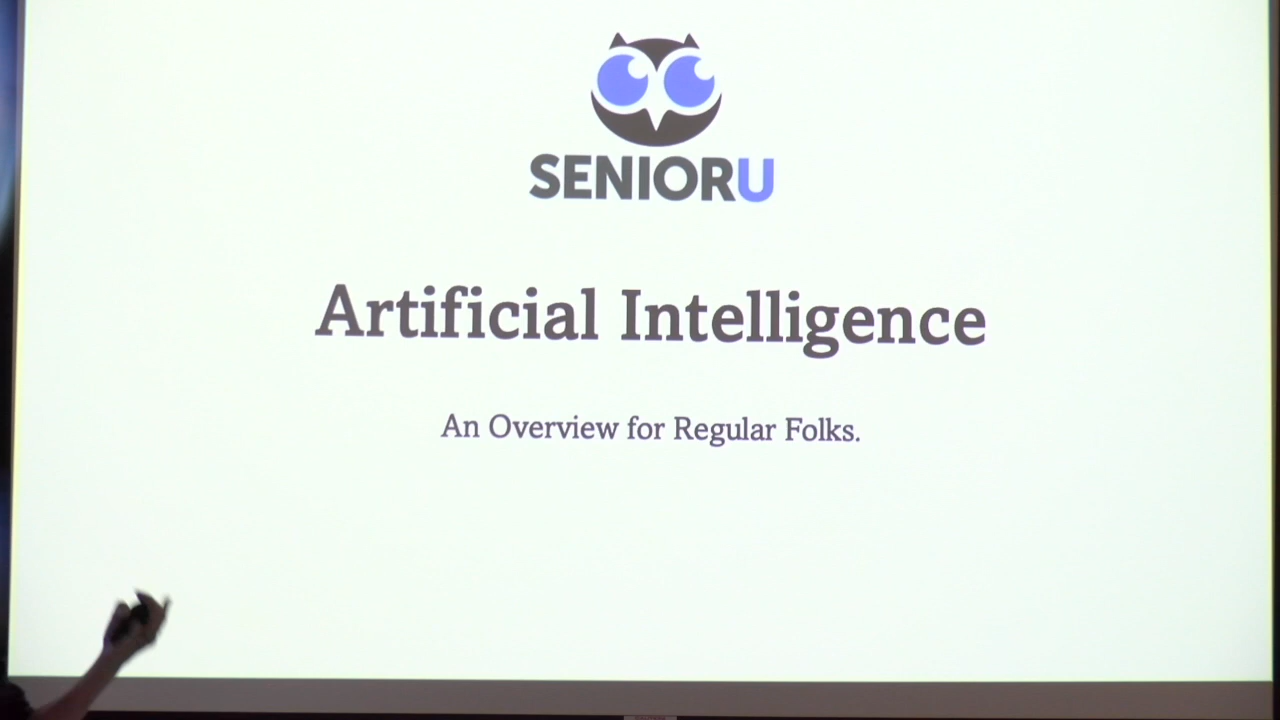 SENIORU
Artificial Intelligence
An Overview for Regular Folks.